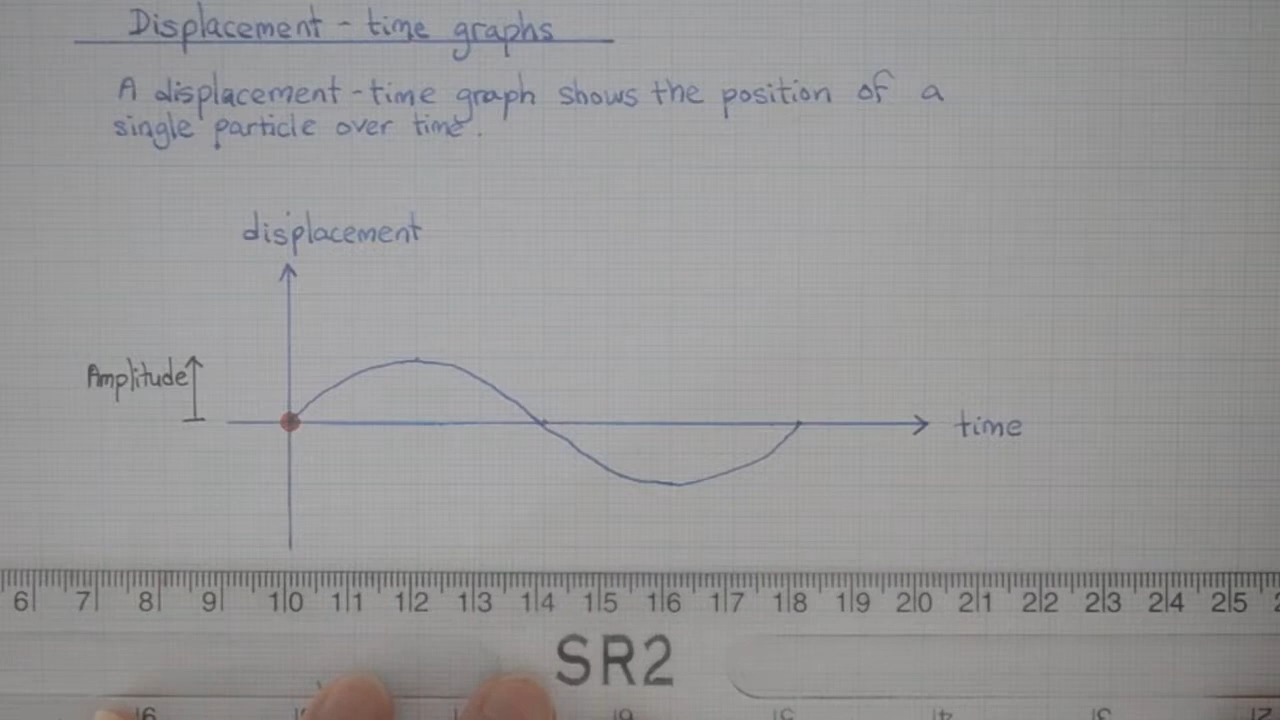 Displacement - time graphs
A displacement - time graph shows the position of a
single particle over time.
displacement
Amplitude
time
6 7 8 9 10 11 12 13 14 15 16 17 18 19 20 21 22 23 24 25
SR2